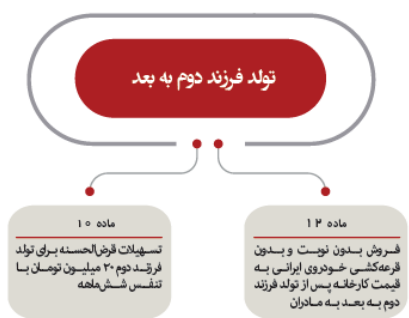 تولد فرزند دوم به بعد
ماده ۱۲
فروش بدون نوبت و بدون
قرعه‌کشی خودروی ایرانی به
قیمت کارخانه پس از تولد فرزند
دوم به بعد به مادران
ماده ۱۰
تسهیلات قرض‌الحسنه برای تولد
فرزند دوم ۲۰ میلیون تومان با
تنفس شش‌ماهه